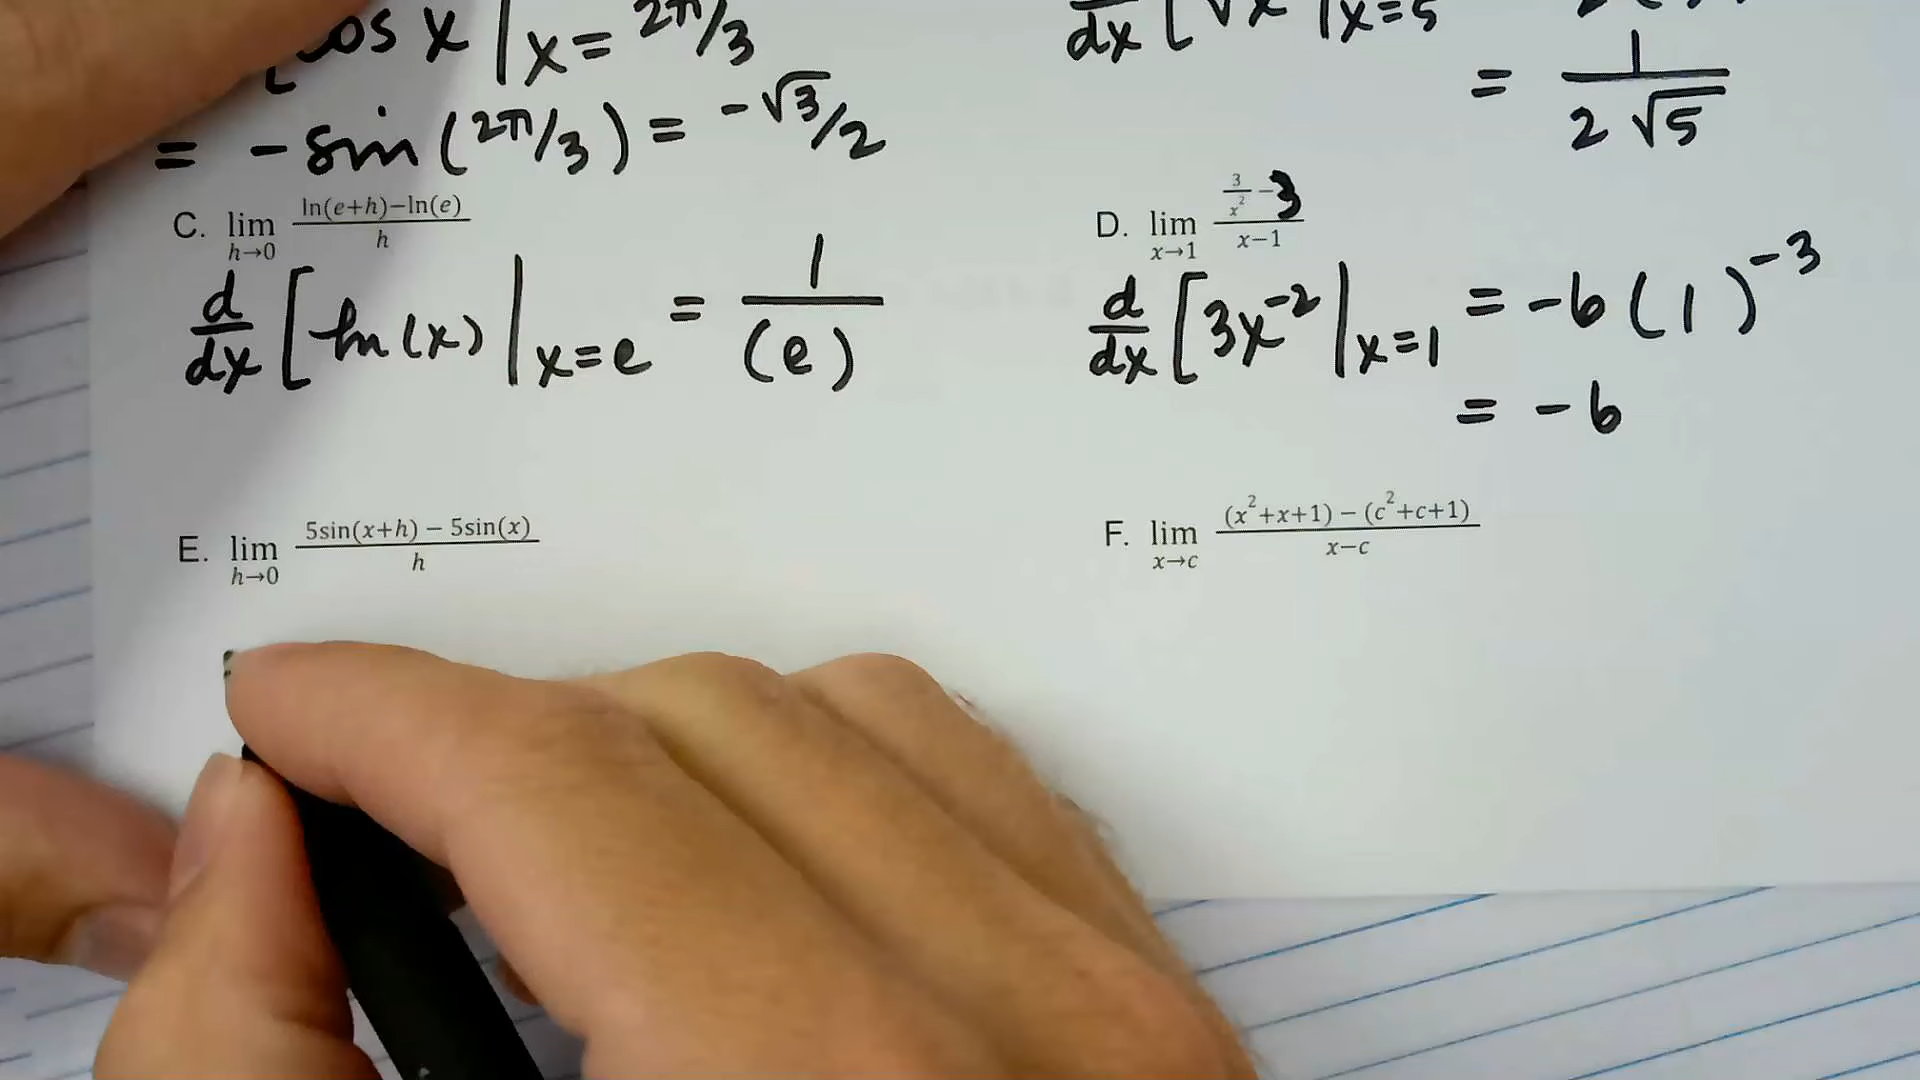 cos x | x = 2π/3
d/dx [ √x | x=5
= 1 / 2√5
= - sin (2π/3) = -√3/2
C. lim h→0 ln(e+h)−ln(e) / h
d/dx [ ln(x) | x=e = 1 / (e)
D. lim x→1 3/x² − 3 / x−1
d/dx [ 3x⁻² | x=1 = -6(1)⁻³
= -6
E. lim h→0 5sin(x+h) − 5sin(x) / h
F. lim x→c (x²+x+1) − (c²+c+1) / x−c